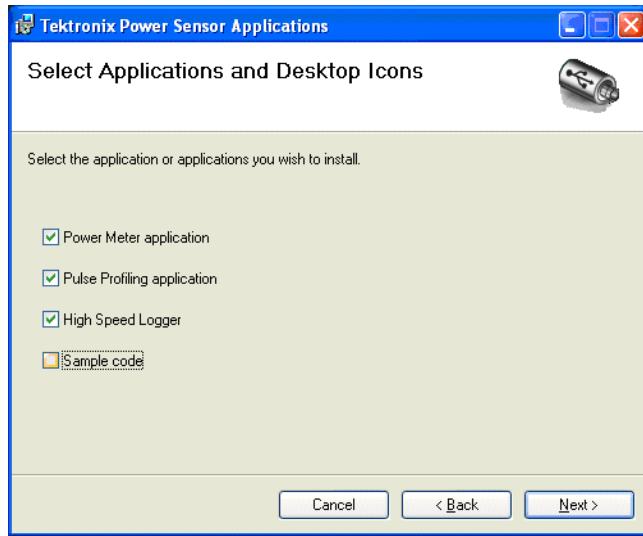 Tektronix Power Sensor Applications
Select Applications and Desktop Icons
Select the application or applications you wish to install.
Power Meter application
Pulse Profiling application
High Speed Logger
Sample code
Cancel
< Back
Next >